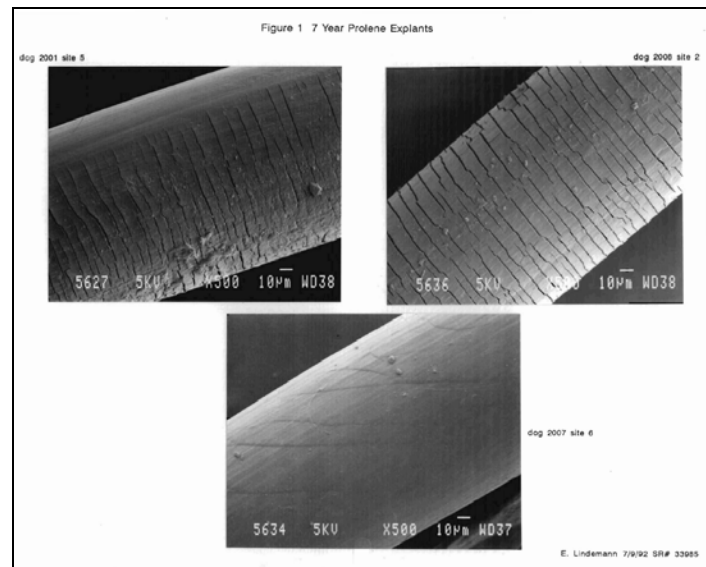 Figure 1 7 Year Prolene Explants
dog 2001 site 5
dog 2008 site 2
5627 5KV X500 10µm WD38
5636 5KV 10µm WD38
dog 2007 site 6
5634 5KV X500 10µm WD37
E. Lindemann 7/9/92 SR# 33985